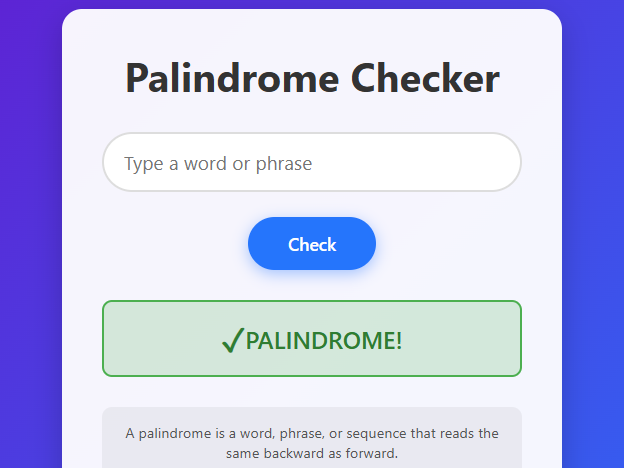 Palindrome Checker
Type a word or phrase
Check
✓PALINDROME!
A palindrome is a word, phrase, or sequence that reads the
same backward as forward.